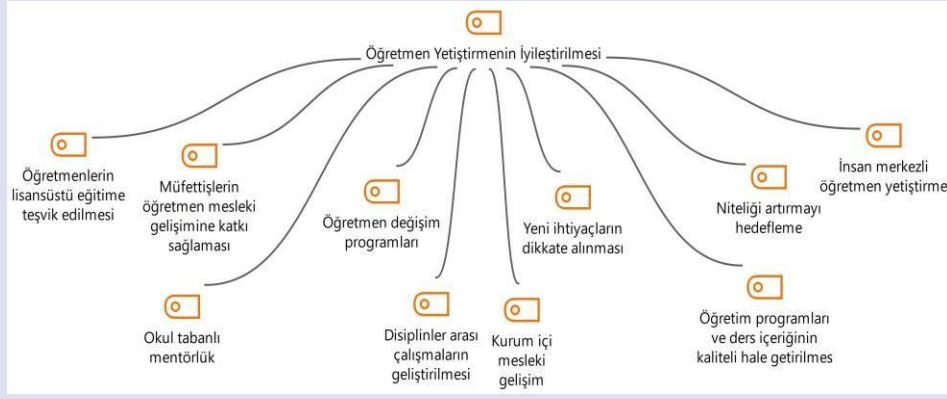 Öğretmen Yetiştirmenin İyileştirilmesi
Öğretmenlerin
lisansüstü eğitime
teşvik edilmesi
Müfettişlerin
öğretmen mesleki
gelişimine katkı
sağlaması
Öğretmen değişim
programları
Yeni ihtiyaçların
dikkate alınması
Niteliği artırmayı
hedefleme
İnsan merkezli
öğretmen yetiştirme
Okul tabanlı
mentörlük
Disiplinler arası
çalışmaların
geliştirilmesi
Kurum içi
mesleki
gelişim
Öğretim programları
ve ders içeriğinin
kaliteli hale getirilmes